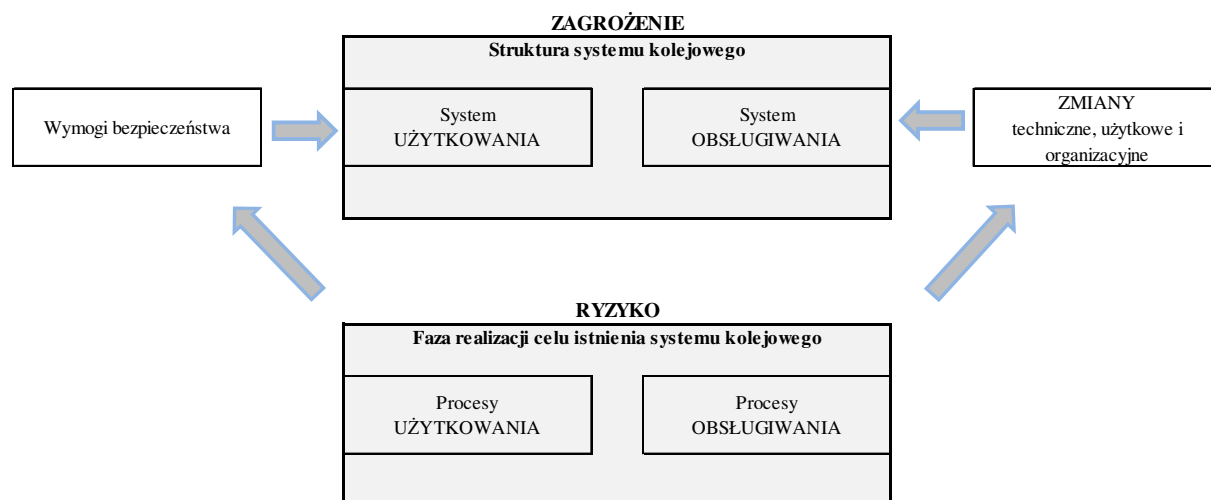 ZAGROŻENIE
Struktura systemu kolejowego
Wymogi bezpieczeństwa
System
UŻYTKOWANIA
System
OBSŁUGIWANIA
ZMIANY
techniczne, użytkowe i
organizacyjne
RYZYKO
Faza realizacji celu istnienia systemu kolejowego
Procesy
UŻYTKOWANIA
Procesy
OBSŁUGIWANIA